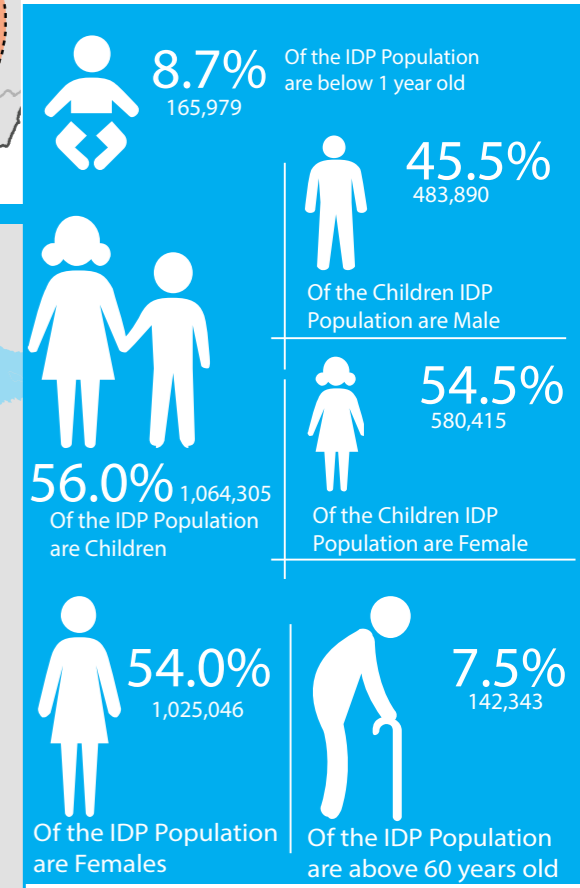 8.7%
165,979
Of the IDP Population
are below 1 year old
45.5%
483,890
Of the Children IDP
Population are Male
56.0% 1,064,305
Of the IDP Population
are Children
54.5%
580,415
Of the Children IDP
Population are Female
54.0%
1,025,046
Of the IDP Population
are Females
7.5%
142,343
Of the IDP Population
are above 60 years old